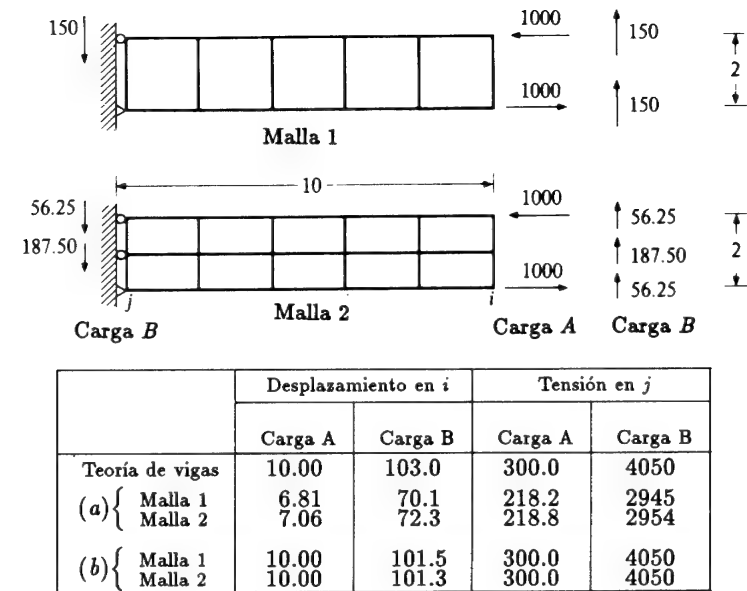 150
1000
150
2
1000
150
Malla 1
10
56.25
1000
56.25
187.50
187.50
2
1000
56.25
j
i
Malla 2
Carga B
Carga A
Carga B
Desplazamiento en i
Tensión en j
Carga A
Carga B
Carga A
Carga B
Teoría de vigas 10.00 103.0 300.0 4050
(a){ Malla 1 6.81 70.1 218.2 2945
Malla 2 7.06 72.3 218.8 2954
(b){ Malla 1 10.00 101.5 300.0 4050
Malla 2 10.00 101.3 300.0 4050